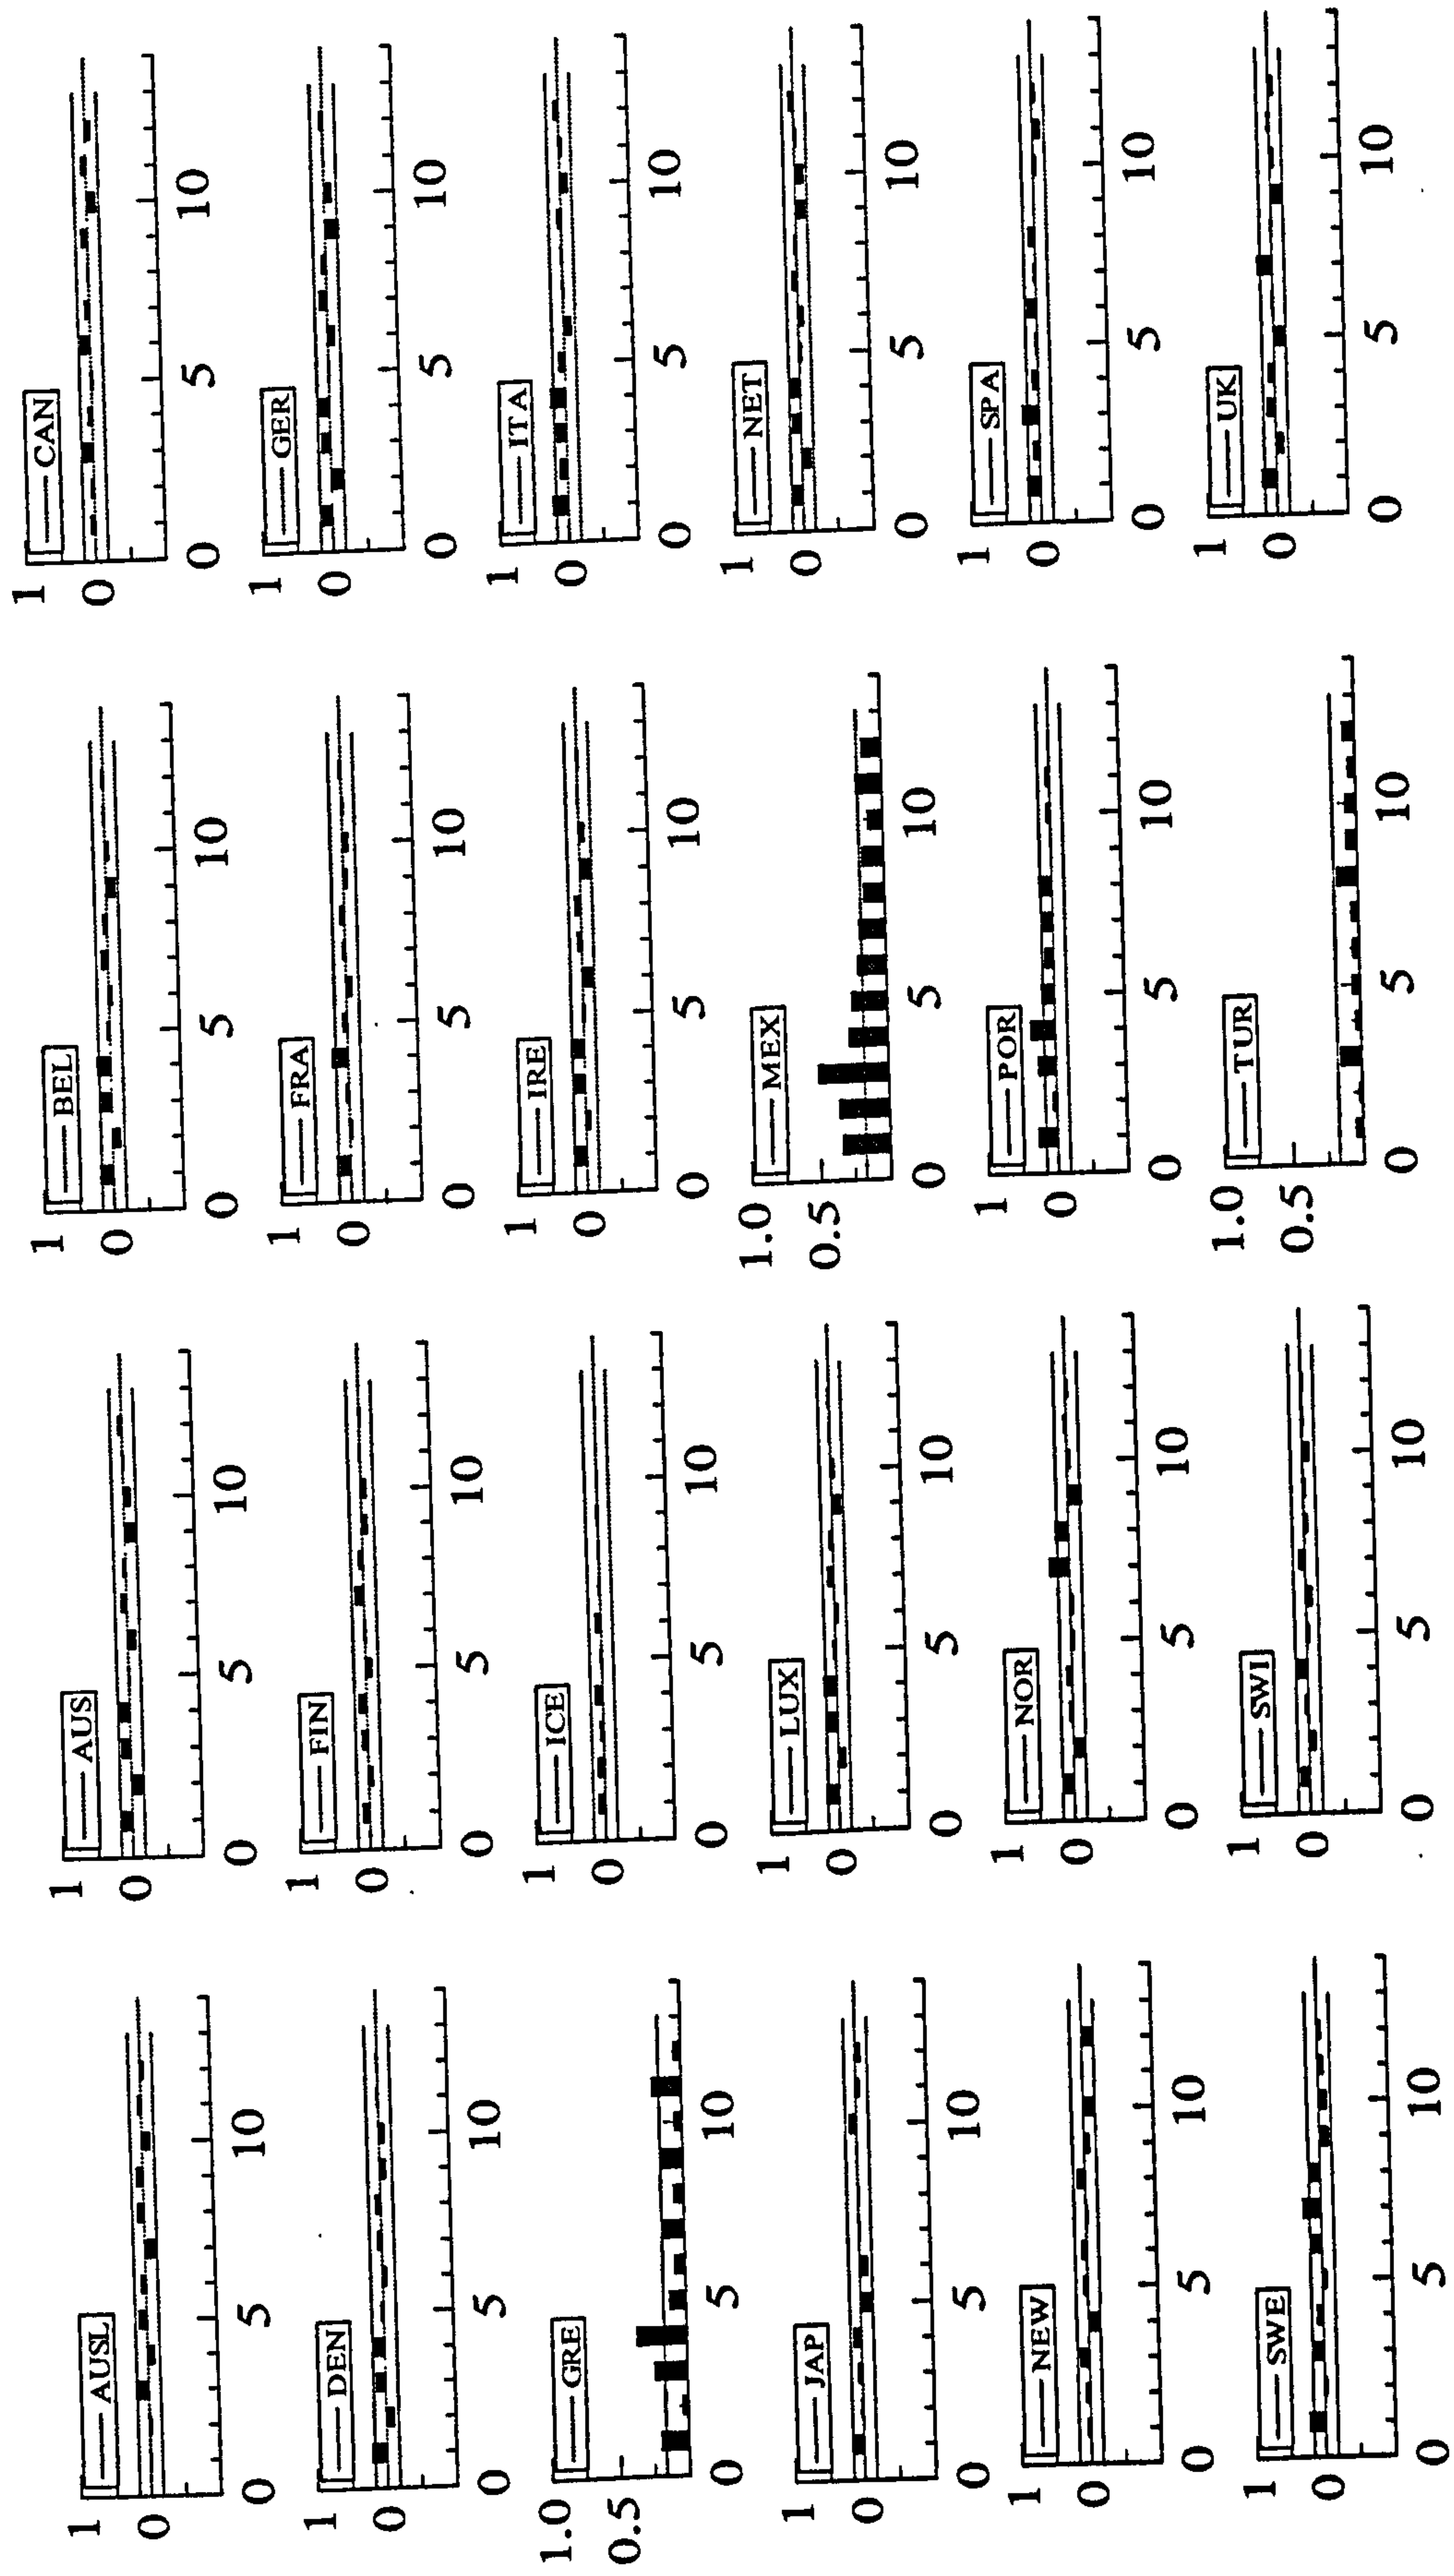 1 AUSL 1 AUS 1 BEL 1 CAN
0 0 0 0
0 5 10 0 5 10 0 5 10 0 5 10
1 DEN 1 FIN 1 FRA 1 GER
0 0 0 0
0 5 10 0 5 10 0 5 10 0 5 10
1.0 GRE 1 ICE 1 IRE 1 ITA
0.5 0 0 0
0 5 10 0 5 10 0 5 10 0 5 10
1 JAP 1 LUX 1.0 MEX 1 NET
0 0 0.5 0
0 5 10 0 5 10 0 5 10 0 5 10
1 NEW 1 NOR 1 POR 1 SPA
0 0 0 0
0 5 10 0 5 10 0 5 10 0 5 10
1 SWE 1 SWI 1.0 TUR 1 UK
0 0 0.5 0
0 5 10 0 5 10 0 5 10 0 5 10